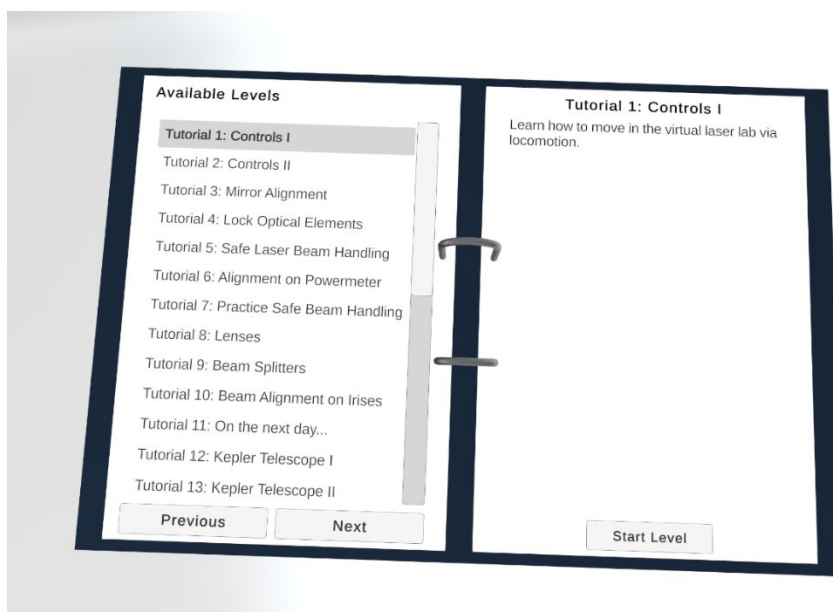 Available Levels
Tutorial 1: Controls I
Tutorial 2: Controls II
Tutorial 3: Mirror Alignment
Tutorial 4: Lock Optical Elements
Tutorial 5: Safe Laser Beam Handling
Tutorial 6: Alignment on Powermeter
Tutorial 7: Practice Safe Beam Handling
Tutorial 8: Lenses
Tutorial 9: Beam Splitters
Tutorial 10: Beam Alignment on Irises
Tutorial 11: On the next day...
Tutorial 12: Kepler Telescope I
Tutorial 13: Kepler Telescope II
Previous
Next
Tutorial 1: Controls I
Learn how to move in the virtual laser lab via
locomotion.
Start Level